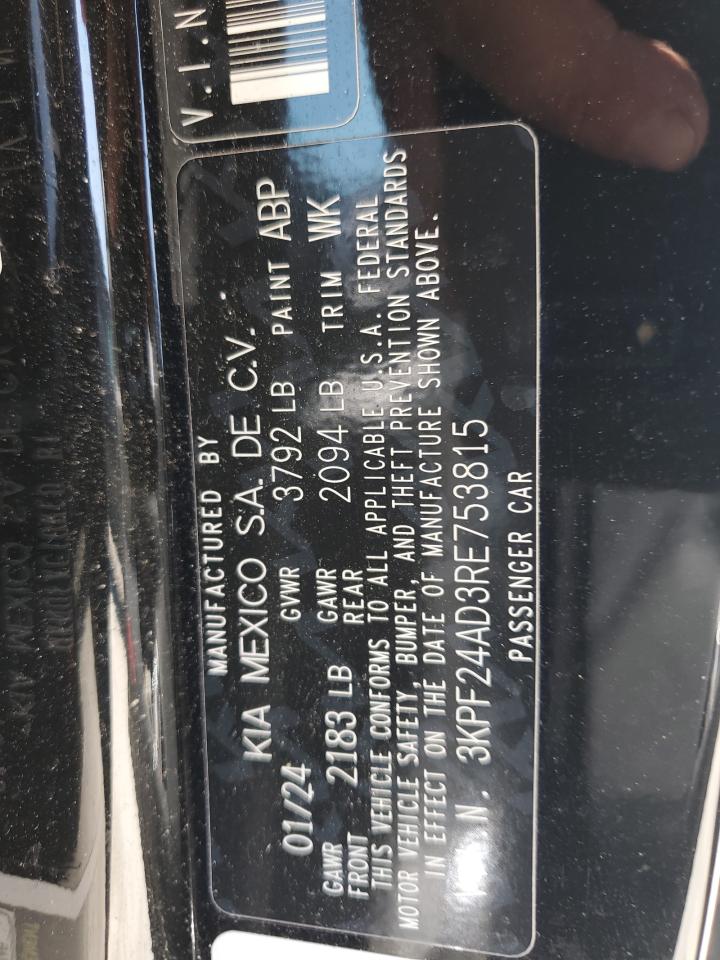 V.I.N
MANUFACTURED BY
KIA MEXICO S.A. DE C.V.
01/24 GVWR 3792 LB PAINT ABP
GAWR FRONT 2183 LB GAWR REAR 2094 LB TRIM WK
THIS VEHICLE CONFORMS TO ALL APPLICABLE U.S.A. FEDERAL
MOTOR VEHICLE SAFETY, BUMPER, AND THEFT PREVENTION STANDARDS
IN EFFECT ON THE DATE OF MANUFACTURE SHOWN ABOVE.
N. 3KPF24AD3RE753815
PASSENGER CAR